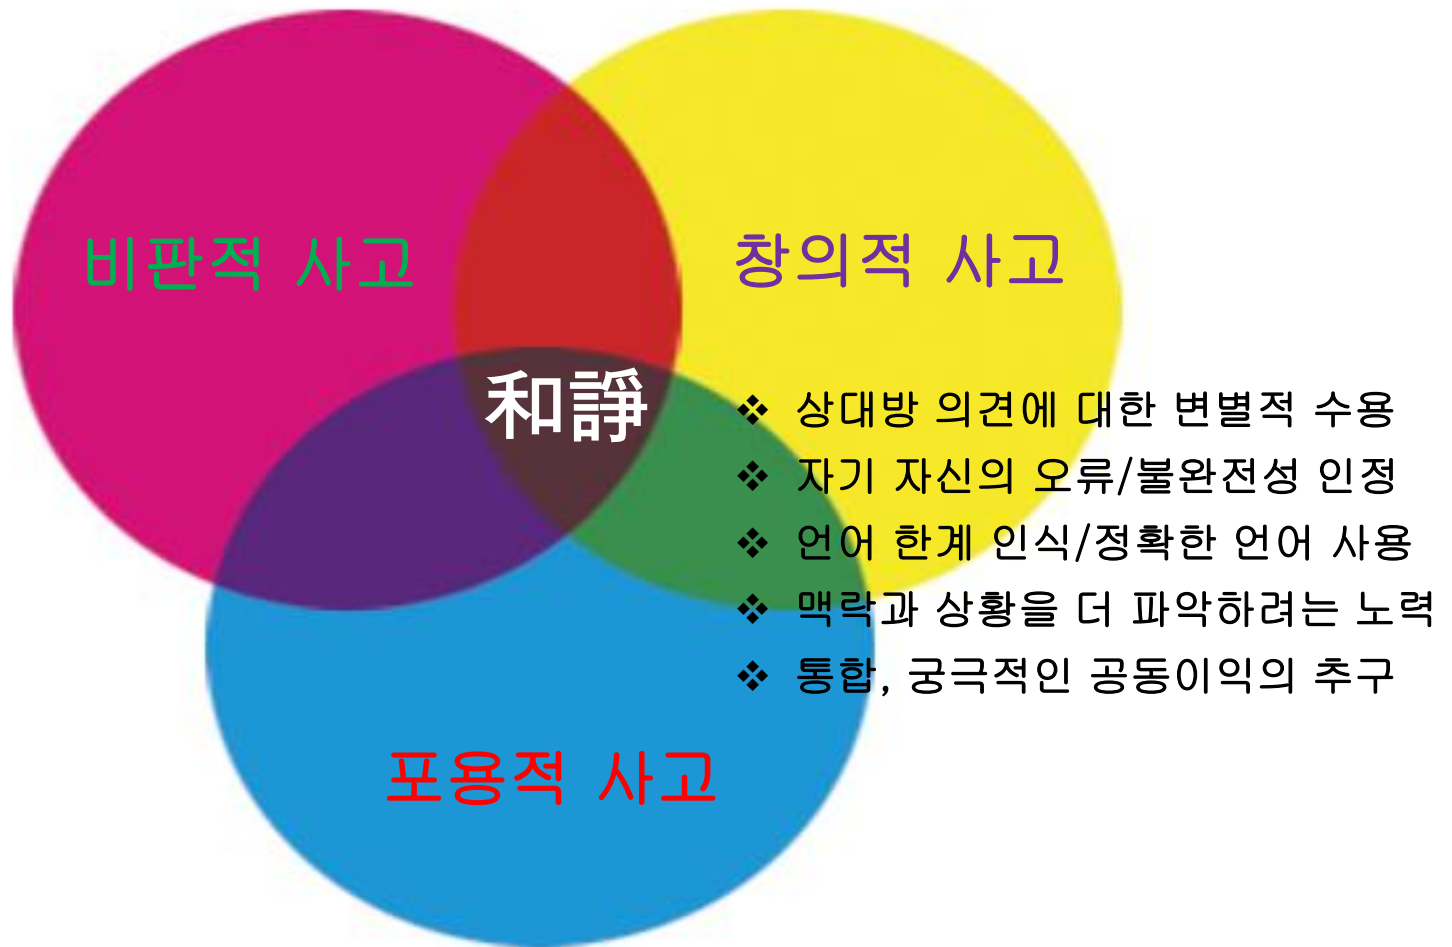 비판적 사고
창의적 사고
和諍
❖ 상대방 의견에 대한 변별적 수용
❖ 자기 자신의 오류/불완전성 인정
❖ 언어 한계 인식/정확한 언어 사용
❖ 맥락과 상황을 더 파악하려는 노력
❖ 통합, 궁극적인 공동이익의 추구
포용적 사고